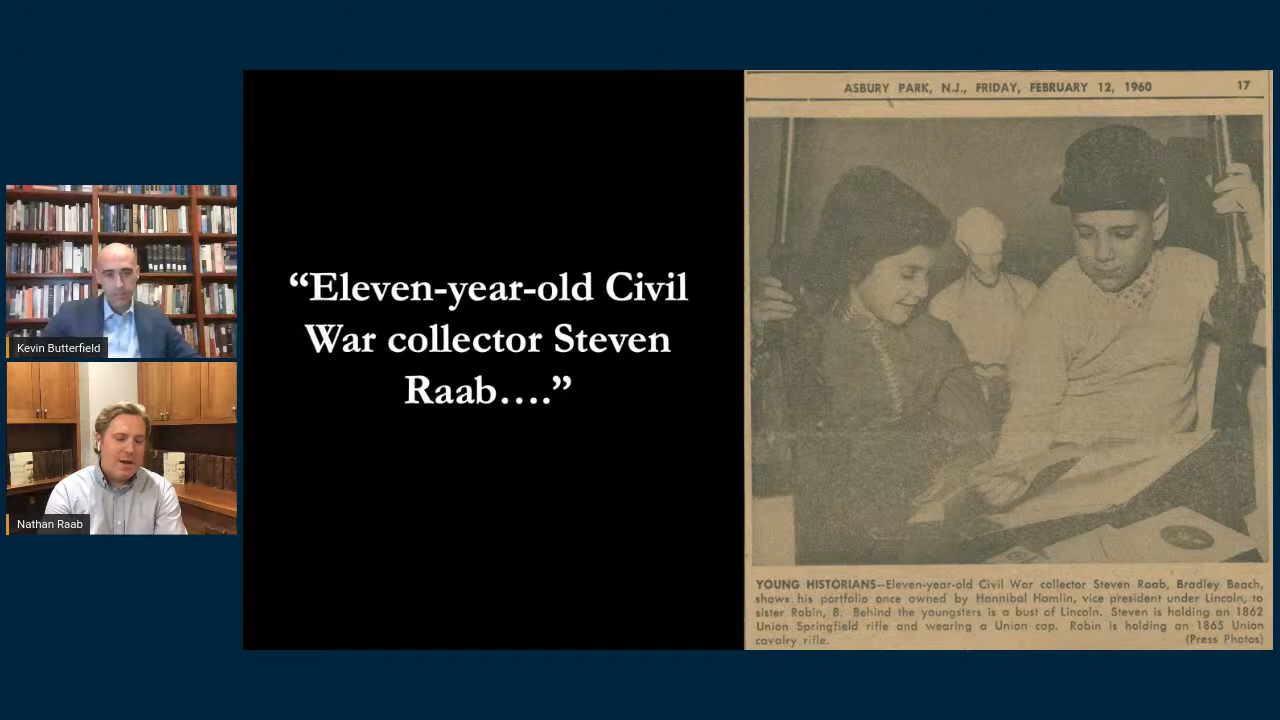 Kevin Butterfield
Nathan Raab
“Eleven-year-old Civil
War collector Steven
Raab….”
ASBURY PARK, N.J., FRIDAY, FEBRUARY 12, 1960 17
YOUNG HISTORIANS—Eleven-year-old Civil War collector Steven Raab, Bradley Beach,
shows his portfolio once owned by Hannibal Hamlin, vice president under Lincoln, to
sister Robin, 8. Behind the youngsters is a bust of Lincoln. Steven is holding an 1862
Union Springfield rifle and wearing a Union cap. Robin is holding an 1865 Union
cavalry rifle. (Press Photos)